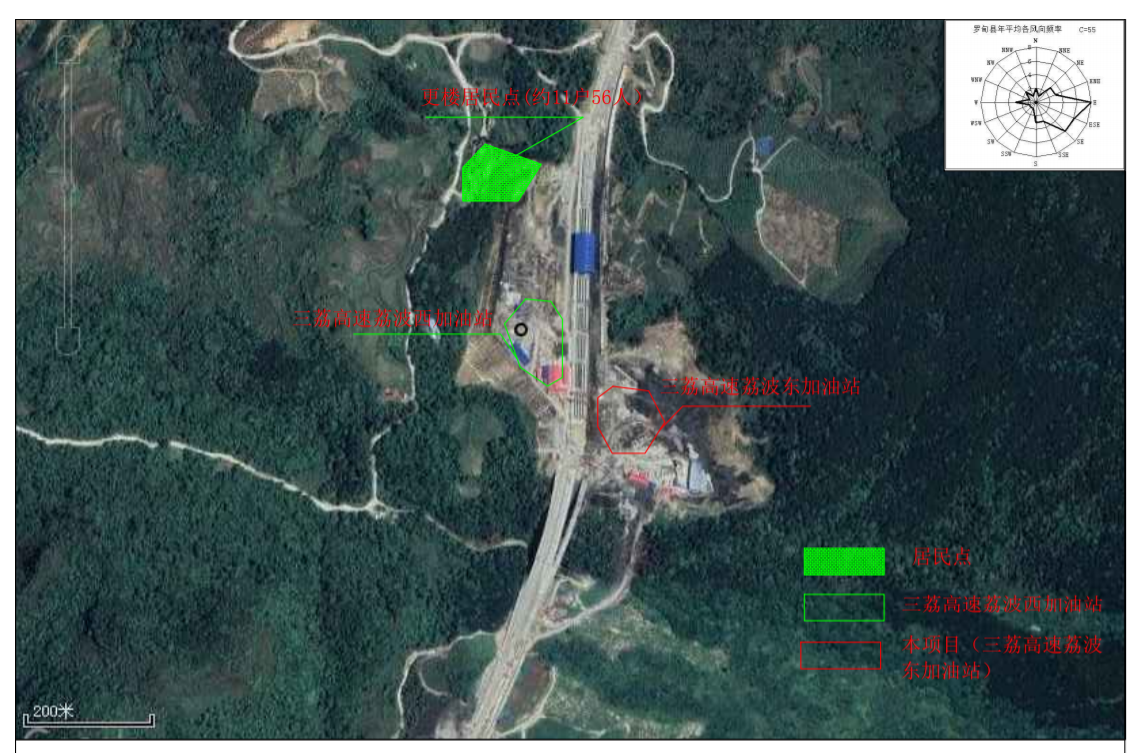 罗甸县年平均各风向频率 C=55
N
NNW
NNE
NW
NE
WNW
ENE
W
E
WSW
ESE
SW
SE
SSW
SSE
S
8
6
4
更楼居民点(约11户56人)
三荔高速荔波西加油站
三荔高速荔波东加油站
居民点
三荔高速荔波西加油站
本项目（三荔高速荔波
东加油站）
200米